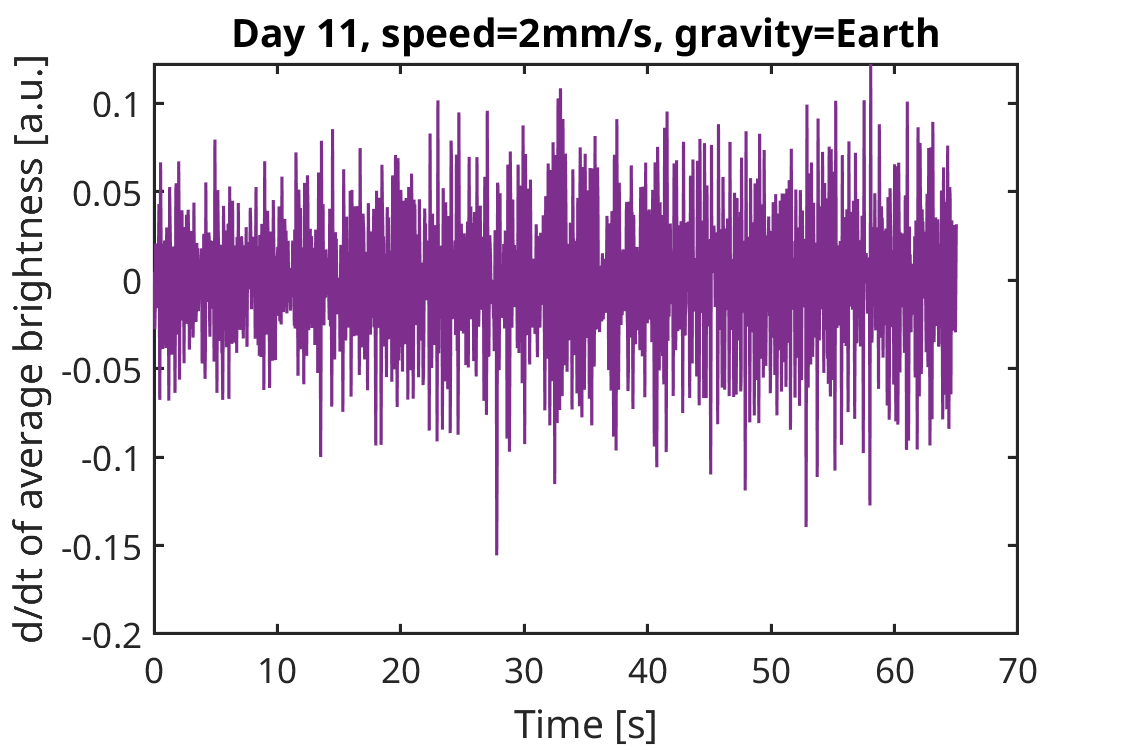 Day 11, speed=2mm/s, gravity=Earth
d/dt of average brightness [a.u.]
0.1
0.05
0
-0.05
-0.1
-0.15
-0.2
0 10 20 30 40 50 60 70
Time [s]